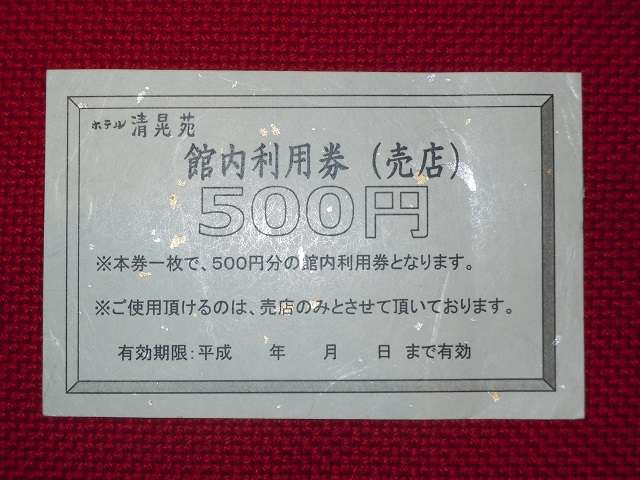 ホテル 清晃苑
館内利用券（売店）
500円
※本券一枚で、500円分の館内利用券となります。
※ご使用頂けるのは、売店のみとさせて頂いております。
有効期限：平成　　年　　月　　日 まで有効